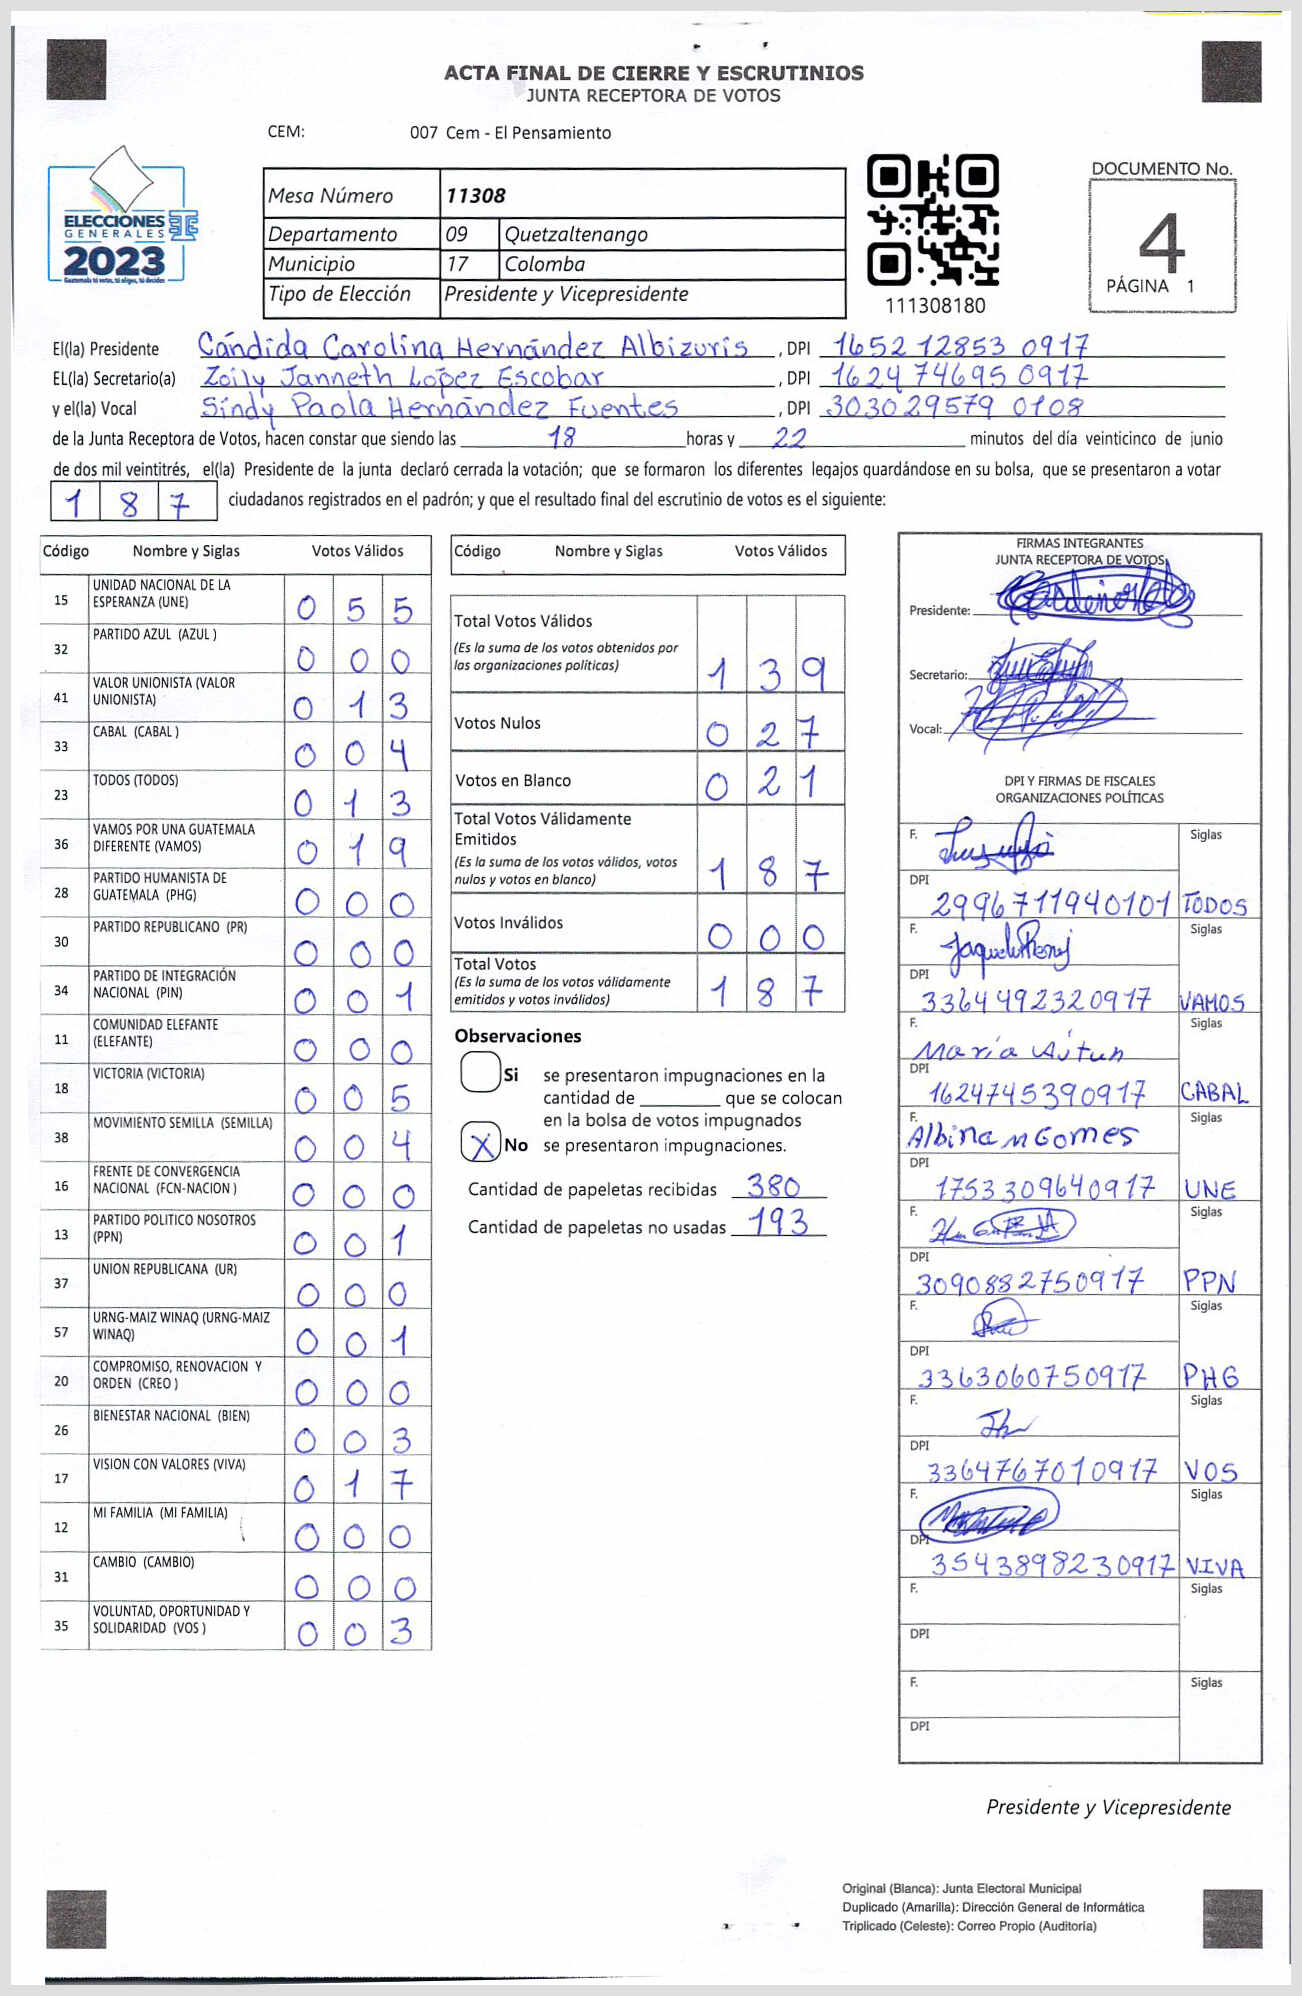 ACTA FINAL DE CIERRE Y ESCRUTINIOS
JUNTA RECEPTORA DE VOTOS
CEM: 007 Cem - El Pensamiento
ELECCIONES
GENERALES
2023
Guatemala tú votas, tú eliges, tú decides
Mesa Número 11308
Departamento 09 Quetzaltenango
Municipio 17 Colomba
Tipo de Elección Presidente y Vicepresidente
111308180
DOCUMENTO No.
4
PÁGINA 1
El(la) Presidente Cándida Carolina Hernández Albizuris , DPI 1652 12853 0917
EL(la) Secretario(a) Zoily Janneth López Escobar , DPI 1624 74695 0917
y el(la) Vocal Sindy Paola Hernández Fuentes , DPI 3030 29579 0108
de la Junta Receptora de Votos, hacen constar que siendo las 18 horas y 22 minutos del día veinticinco de junio
de dos mil veintitrés, el(la) Presidente de la junta declaró cerrada la votación; que se formaron los diferentes legajos guardándose en su bolsa, que se presentaron a votar
1 8 7 ciudadanos registrados en el padrón; y que el resultado final del escrutinio de votos es el siguiente:
Código Nombre y Siglas Votos Válidos
15 UNIDAD NACIONAL DE LA ESPERANZA (UNE) 0 5 5
32 PARTIDO AZUL (AZUL ) 0 0 0
41 VALOR UNIONISTA (VALOR UNIONISTA) 0 1 3
33 CABAL (CABAL ) 0 0 4
23 TODOS (TODOS) 0 1 3
36 VAMOS POR UNA GUATEMALA DIFERENTE (VAMOS) 0 1 9
28 PARTIDO HUMANISTA DE GUATEMALA (PHG) 0 0 0
30 PARTIDO REPUBLICANO (PR) 0 0 0
34 PARTIDO DE INTEGRACIÓN NACIONAL (PIN) 0 0 1
11 COMUNIDAD ELEFANTE (ELEFANTE) 0 0 0
18 VICTORIA (VICTORIA) 0 0 5
38 MOVIMIENTO SEMILLA (SEMILLA) 0 0 4
16 FRENTE DE CONVERGENCIA NACIONAL (FCN-NACION ) 0 0 0
13 PARTIDO POLITICO NOSOTROS (PPN) 0 0 1
37 UNION REPUBLICANA (UR) 0 0 0
57 URNG-MAIZ WINAQ (URNG-MAIZ WINAQ) 0 0 1
20 COMPROMISO, RENOVACION Y ORDEN (CREO ) 0 0 0
26 BIENESTAR NACIONAL (BIEN) 0 0 3
17 VISION CON VALORES (VIVA) 0 1 7
12 MI FAMILIA (MI FAMILIA) 0 0 0
31 CAMBIO (CAMBIO) 0 0 0
35 VOLUNTAD, OPORTUNIDAD Y SOLIDARIDAD (VOS ) 0 0 3
Código Nombre y Siglas Votos Válidos
Total Votos Válidos
(Es la suma de los votos obtenidos por
las organizaciones políticas) 1 3 9
Votos Nulos 0 2 7
Votos en Blanco 0 2 1
Total Votos Válidamente
Emitidos
(Es la suma de los votos válidos, votos
nulos y votos en blanco) 1 8 7
Votos Inválidos 0 0 0
Total Votos
(Es la suma de los votos válidamente
emitidos y votos inválidos) 1 8 7
Observaciones
Si se presentaron impugnaciones en la
cantidad de ________ que se colocan
en la bolsa de votos impugnados
X No se presentaron impugnaciones.
Cantidad de papeletas recibidas 380
Cantidad de papeletas no usadas 193
FIRMAS INTEGRANTES
JUNTA RECEPTORA DE VOTOS
Presidente:
Secretario:
Vocal:
DPI Y FIRMAS DE FISCALES
ORGANIZACIONES POLÍTICAS
F. Siglas
DPI 2996711940101 TODOS
F. Siglas
DPI 3364492320917 VAMOS
F. María Siglas
DPI 1624745390917 CABAL
F. Albina M Gomes Siglas
DPI 1753309640917 UNE
F. Siglas
DPI 3090882750917 PPN
F. Siglas
DPI 3363060750917 PHG
F. Siglas
DPI 3364767010917 VOS
F. Siglas
DPI 3543898230917 VIVA
F. Siglas
DPI
F. Siglas
DPI
Presidente y Vicepresidente
Original (Blanca): Junta Electoral Municipal
Duplicado (Amarilla): Dirección General de Informática
Triplicado (Celeste): Correo Propio (Auditoría)